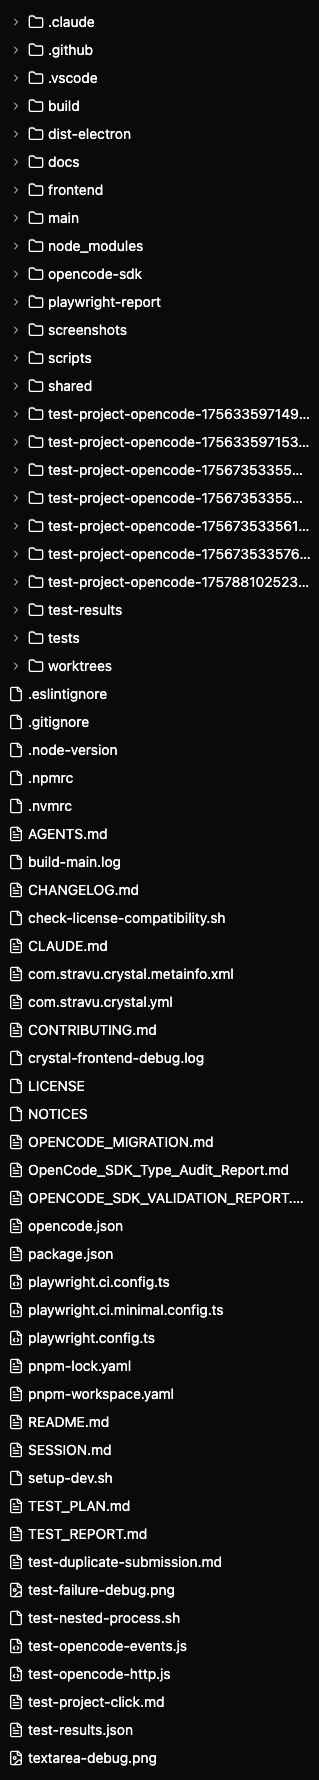 .claude
.github
.vscode
build
dist-electron
docs
frontend
main
node_modules
opencode-sdk
playwright-report
screenshots
scripts
shared
test-project-opencode-175633597149...
test-project-opencode-175633597153...
test-project-opencode-17567353355...
test-project-opencode-17567353355...
test-project-opencode-175673533561...
test-project-opencode-175673533576...
test-project-opencode-175788102523...
test-results
tests
worktrees
.eslintignore
.gitignore
.node-version
.npmrc
.nvmrc
AGENTS.md
build-main.log
CHANGELOG.md
check-license-compatibility.sh
CLAUDE.md
com.stravu.crystal.metainfo.xml
com.stravu.crystal.yml
CONTRIBUTING.md
crystal-frontend-debug.log
LICENSE
NOTICES
OPENCODE_MIGRATION.md
OpenCode_SDK_Type_Audit_Report.md
OPENCODE_SDK_VALIDATION_REPORT....
opencode.json
package.json
playwright.ci.config.ts
playwright.ci.minimal.config.ts
playwright.config.ts
pnpm-lock.yaml
pnpm-workspace.yaml
README.md
SESSION.md
setup-dev.sh
TEST_PLAN.md
TEST_REPORT.md
test-duplicate-submission.md
test-failure-debug.png
test-nested-process.sh
test-opencode-events.js
test-opencode-http.js
test-project-click.md
test-results.json
textarea-debug.png